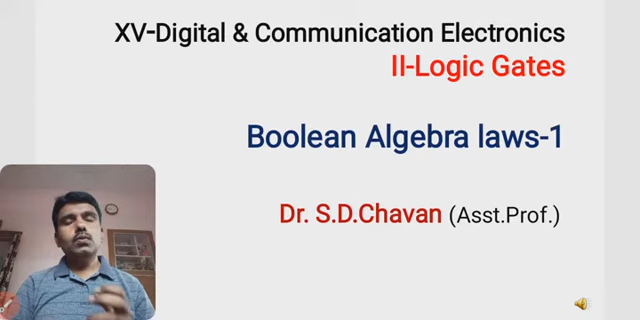 XV-Digital & Communication Electronics
II-Logic Gates
Boolean Algebra laws-1
Dr. S.D.Chavan (Asst.Prof.)